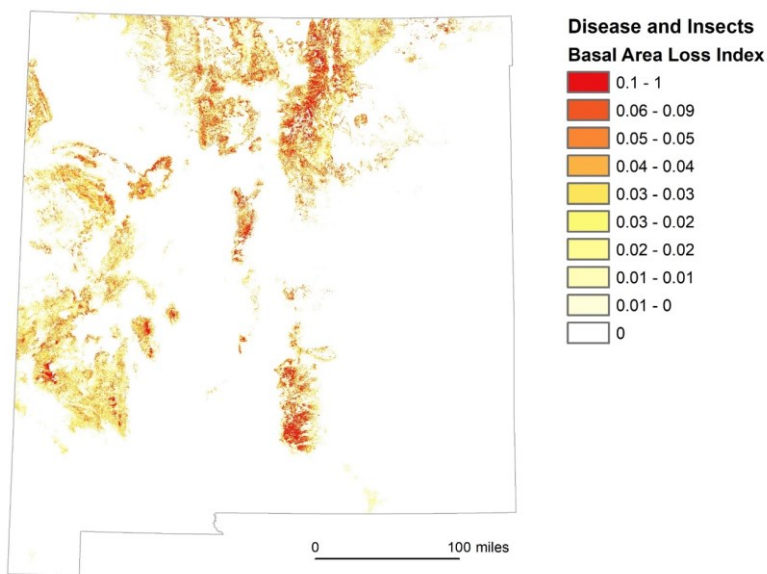 Disease and Insects
Basal Area Loss Index
0.1 - 1
0.06 - 0.09
0.05 - 0.05
0.04 - 0.04
0.03 - 0.03
0.03 - 0.02
0.02 - 0.02
0.01 - 0.01
0.01 - 0
0
0 100 miles